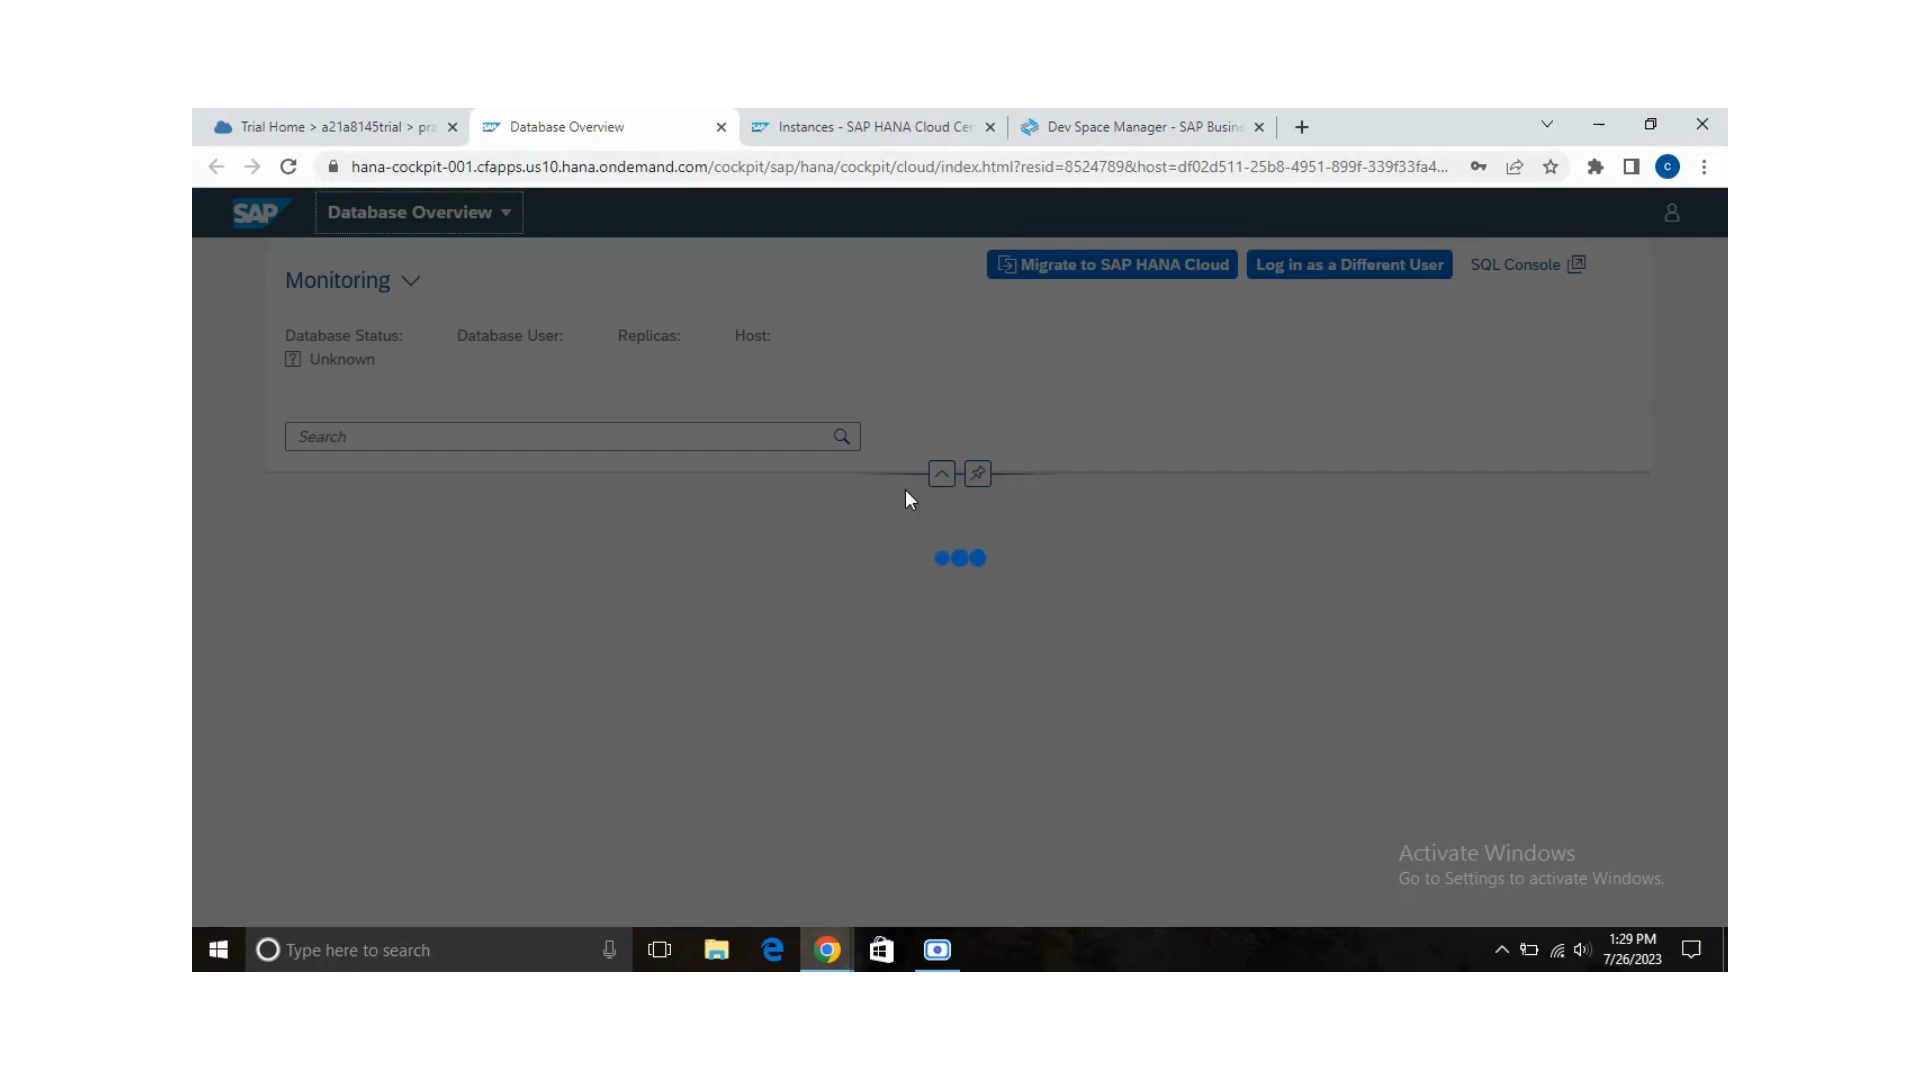 Trial Home > a21a8145trial > pra
Database Overview
Instances - SAP HANA Cloud Cen
Dev Space Manager - SAP Busine
hana-cockpit-001.cfapps.us10.hana.ondemand.com/cockpit/sap/hana/cockpit/cloud/index.html?resid=8524789&host=df02d511-25b8-4951-899f-339f33fa4...
c
SAP
Database Overview
Monitoring
Migrate to SAP HANA Cloud
Log in as a Different User
SQL Console
Database Status:
Database User:
Replicas:
Host:
? Unknown
Search
Activate Windows
Go to Settings to activate Windows.
Type here to search
1:29 PM
7/26/2023